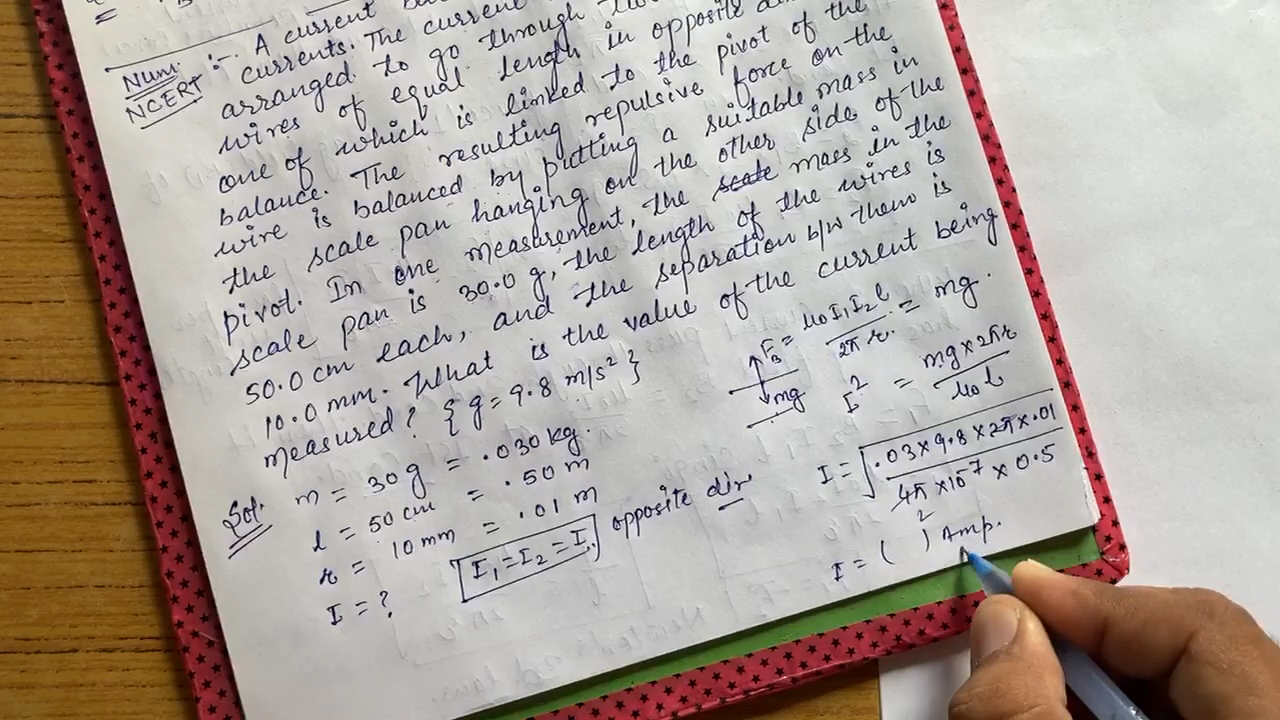 Num. :- A current
NCERT currents. The current
arranged to go through
wires of equal length in opposite
one of which is linked to the pivot of the
balance. The resulting repulsive force on the
wire is balanced by putting a suitable mass in
the scale pan hanging on the other side of the
pivot. In one measurement, the scale mass in the
scale pan is 30.0 g, the length of the wires is
50.0 cm each, and the separation b/w them is
10.0 mm. What is the value of the current being
measured? {g = 9.8 m/s²}
Sol. m = 30 g = .030 kg.
l = 50 cm = .50 m
r = 10 mm = .01 m
I = ?
I₁ = I₂ = I opposite dir
F_B = μ₀I₁I₂l / 2πr = mg.
mg
I² = mg × 2πr / μ₀l
I = √(.03 × 9.8 × 2π × .01 / 4π × 10⁻⁷ × 0.5)
2
I = ( ) Amp.